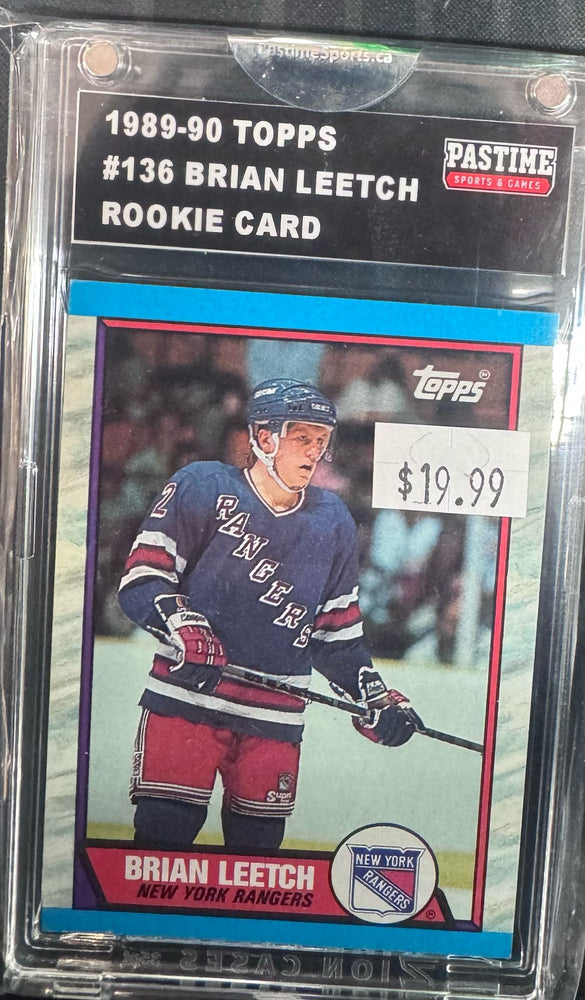 PastimeSports.ca
1989-90 TOPPS
#136 BRIAN LEETCH
ROOKIE CARD
PASTIME
SPORTS & GAMES
Topps
$19.99
2
RANGERS
BRIAN LEETCH
NEW YORK RANGERS
NEW YORK
RANGERS
ZION CASES